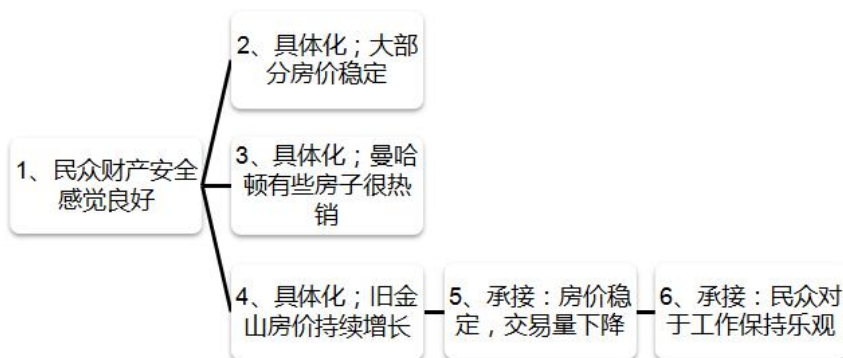 1、民众财产安全
感觉良好
2、具体化；大部
分房价稳定
3、具体化；曼哈
顿有些房子很热
销
4、具体化；旧金
山房价持续增长
5、承接：房价稳
定，交易量下降
6、承接：民众对
于工作保持乐观